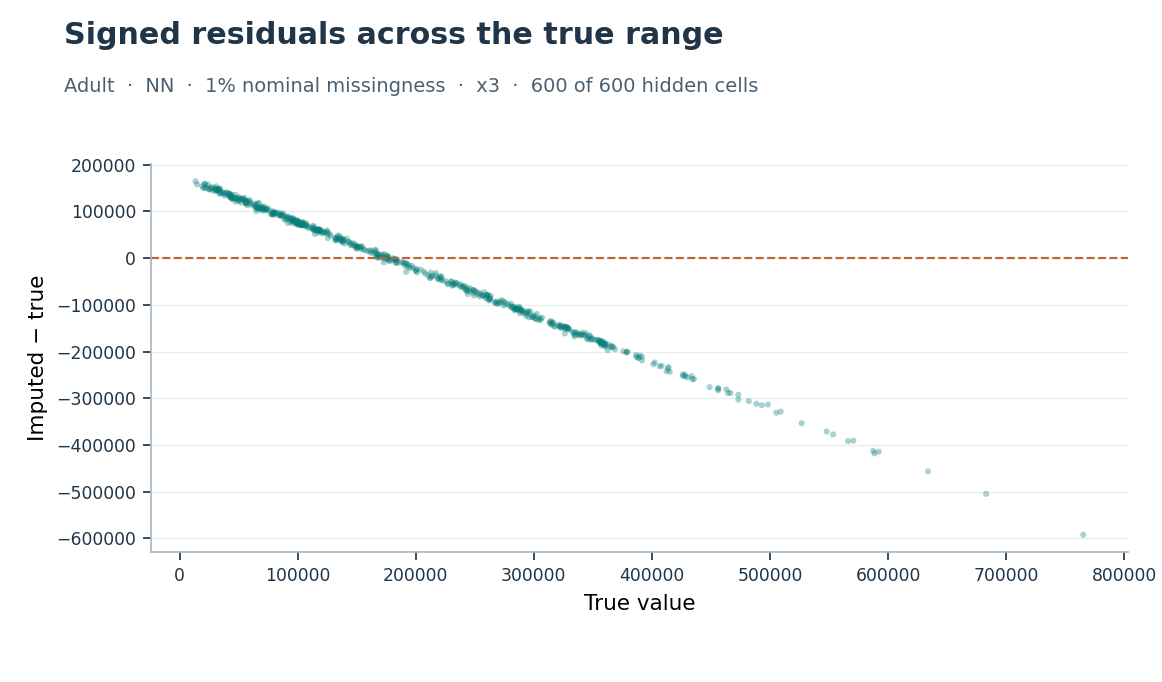 Signed residuals across the true range
Adult · NN · 1% nominal missingness · x3 · 600 of 600 hidden cells
200000
100000
0
−100000
−200000
−300000
−400000
−500000
−600000
Imputed − true
0 100000 200000 300000 400000 500000 600000 700000 800000
True value